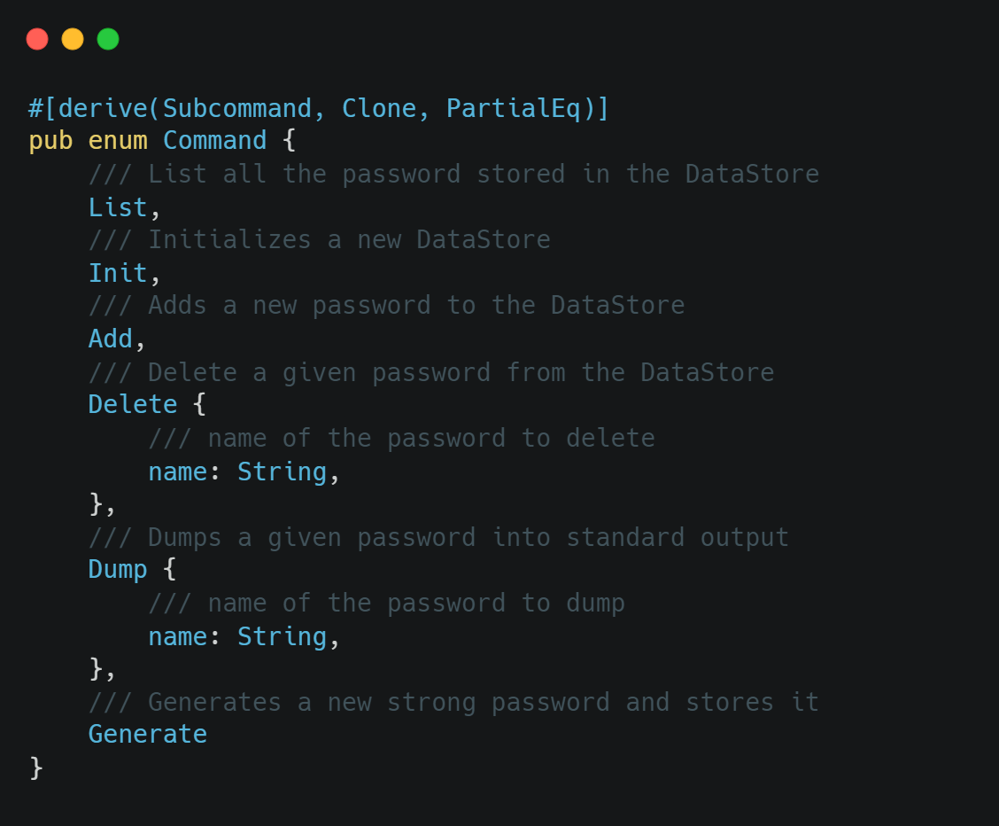 #[derive(Subcommand, Clone, PartialEq)]
pub enum Command {
    /// List all the password stored in the DataStore
    List,
    /// Initializes a new DataStore
    Init,
    /// Adds a new password to the DataStore
    Add,
    /// Delete a given password from the DataStore
    Delete {
        /// name of the password to delete
        name: String,
    },
    /// Dumps a given password into standard output
    Dump {
        /// name of the password to dump
        name: String,
    },
    /// Generates a new strong password and stores it
    Generate
}